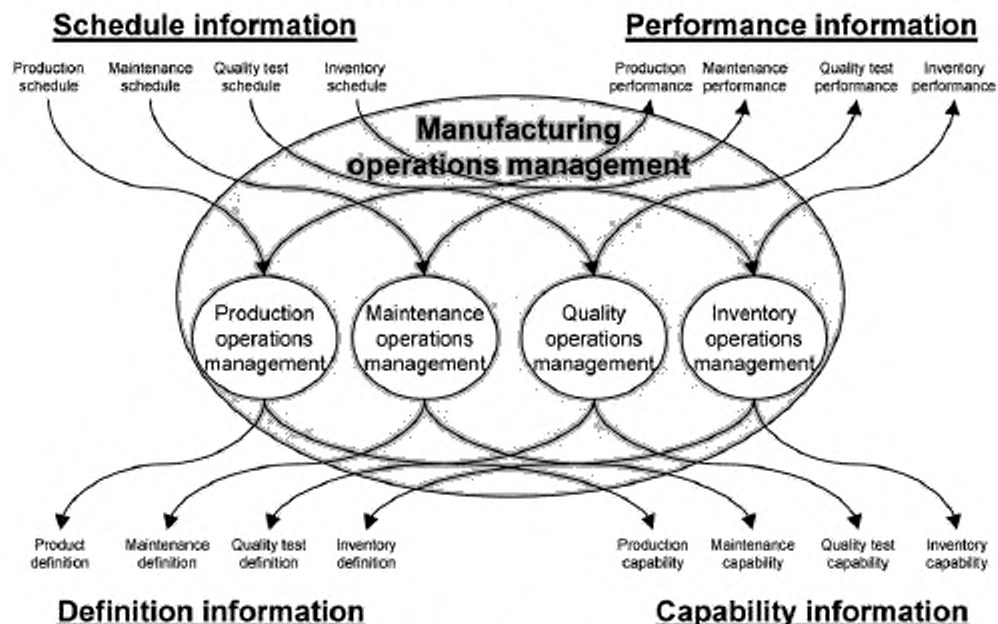 Schedule information
Performance information
Production
schedule
Maintenance
schedule
Quality test
schedule
Inventory
schedule
Production
performance
Maintenance
performance
Quality test
performance
Inventory
performance
Manufacturing
operations management
Production
operations
management
Maintenance
operations
management
Quality
operations
management
Inventory
operations
management
Product
definition
Maintenance
definition
Quality test
definition
Inventory
definition
Production
capability
Maintenance
capability
Quality test
capability
Inventory
capability
Definition information
Capability information